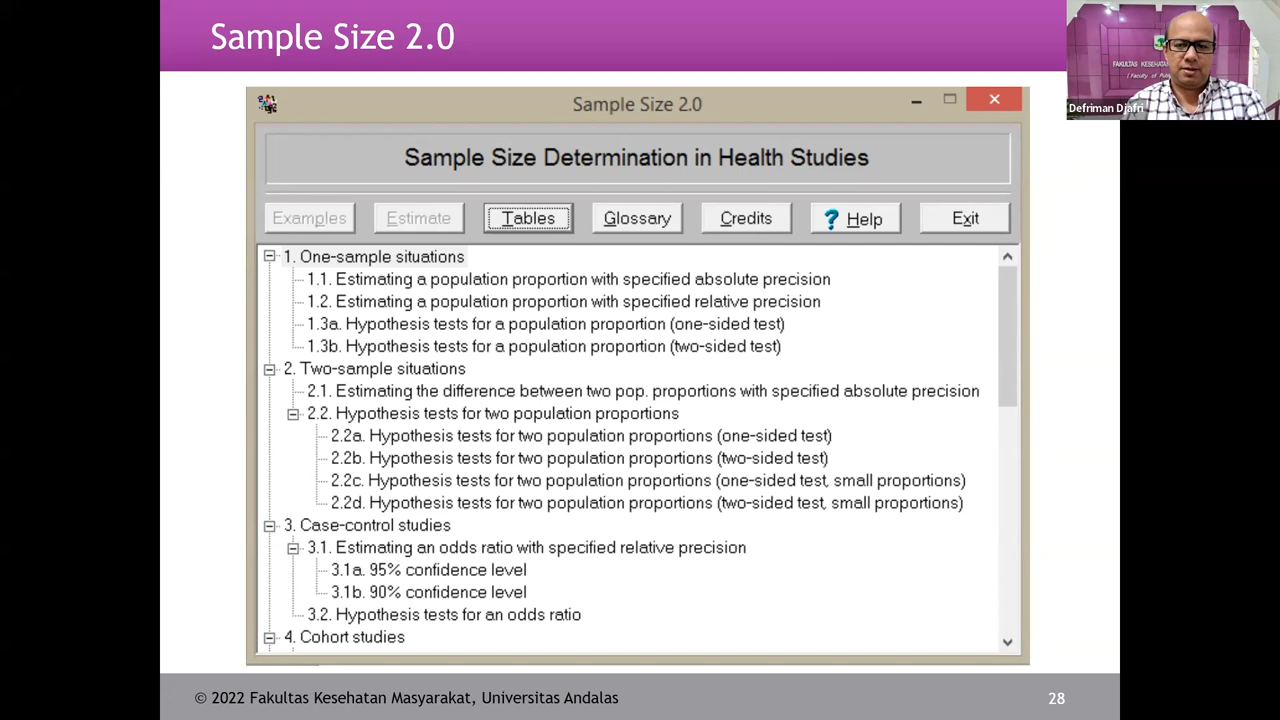 Sample Size 2.0
FAKULTAS KESEHATAN
(Faculty of
Defriman Djafri
Sample Size 2.0
Sample Size Determination in Health Studies
Examples Estimate Tables Glossary Credits ? Help Exit
1. One-sample situations
1.1. Estimating a population proportion with specified absolute precision
1.2. Estimating a population proportion with specified relative precision
1.3a. Hypothesis tests for a population proportion (one-sided test)
1.3b. Hypothesis tests for a population proportion (two-sided test)
2. Two-sample situations
2.1. Estimating the difference between two pop. proportions with specified absolute precision
2.2. Hypothesis tests for two population proportions
2.2a. Hypothesis tests for two population proportions (one-sided test)
2.2b. Hypothesis tests for two population proportions (two-sided test)
2.2c. Hypothesis tests for two population proportions (one-sided test, small proportions)
2.2d. Hypothesis tests for two population proportions (two-sided test, small proportions)
3. Case-control studies
3.1. Estimating an odds ratio with specified relative precision
3.1a. 95% confidence level
3.1b. 90% confidence level
3.2. Hypothesis tests for an odds ratio
4. Cohort studies
© 2022 Fakultas Kesehatan Masyarakat, Universitas Andalas
28